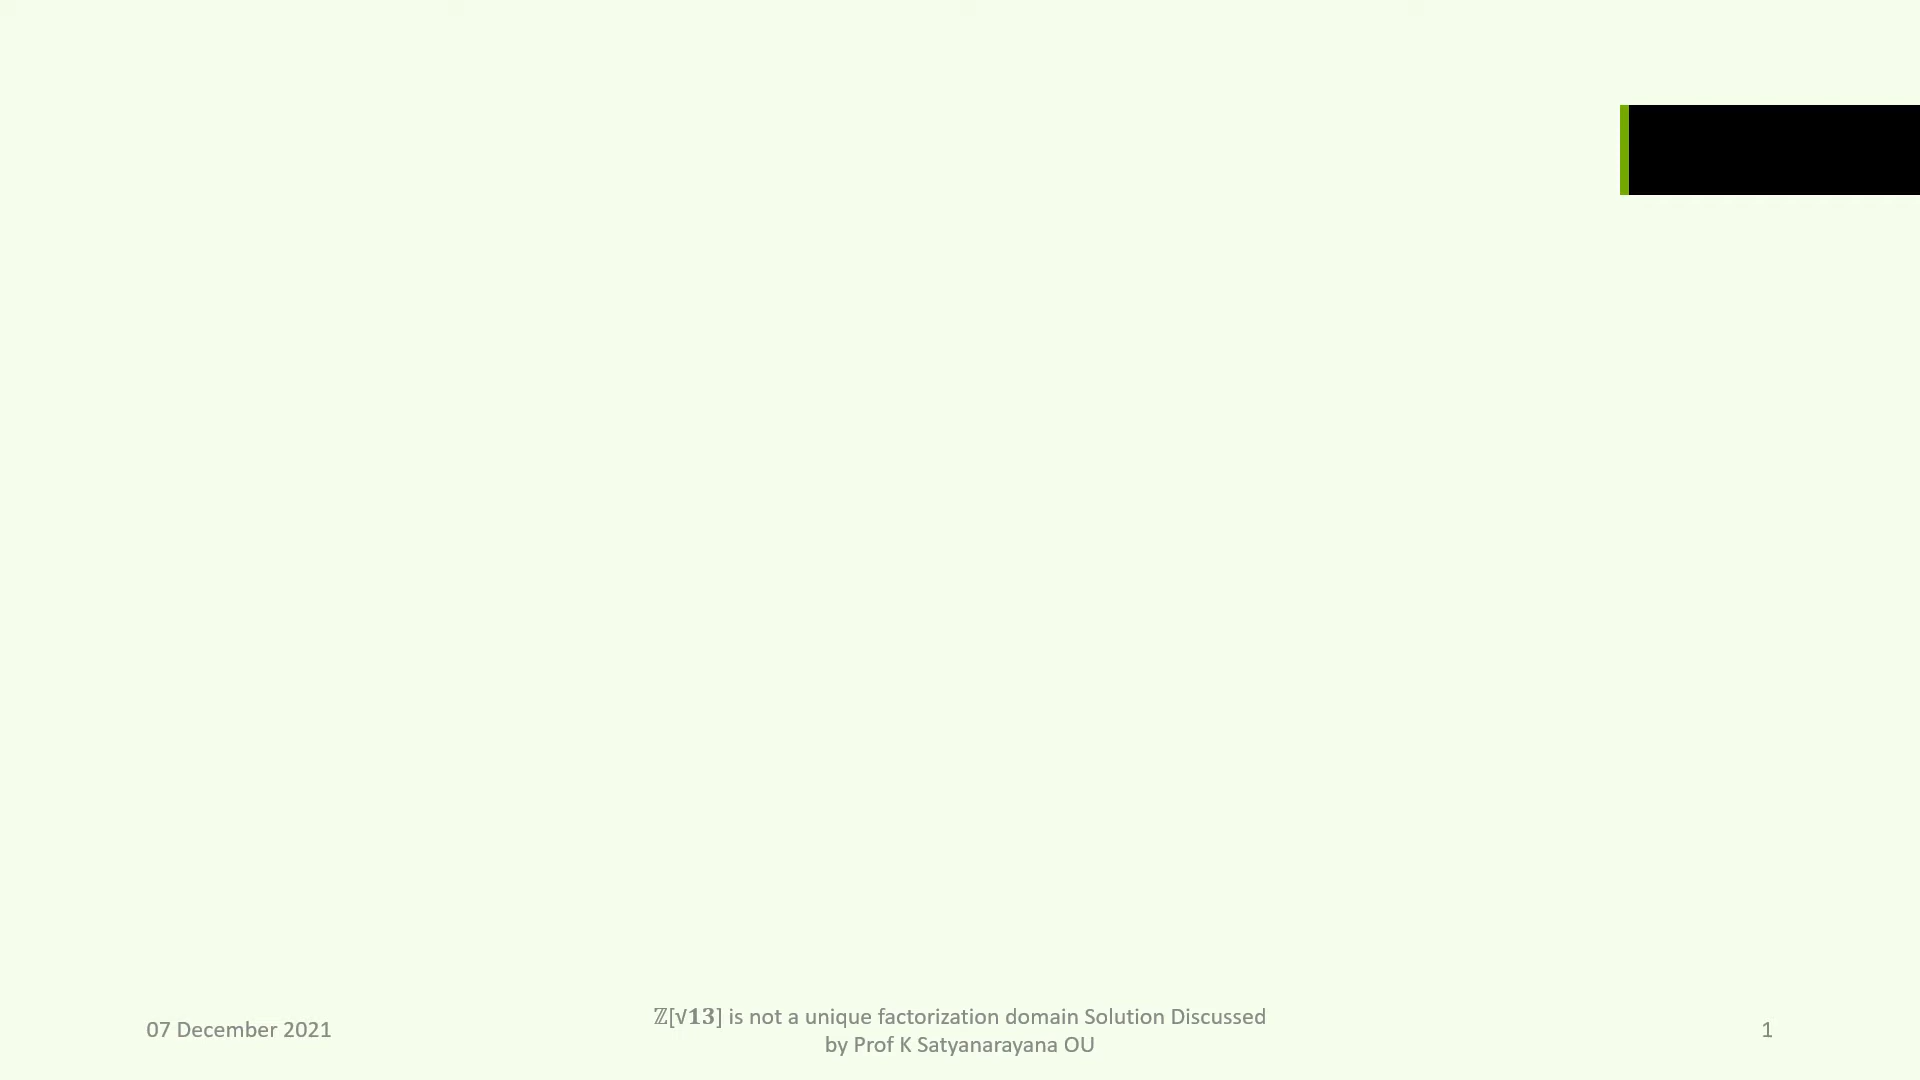 07 December 2021
ℤ[√𝟏𝟑] is not a unique factorization domain Solution Discussed
by Prof K Satyanarayana OU
1